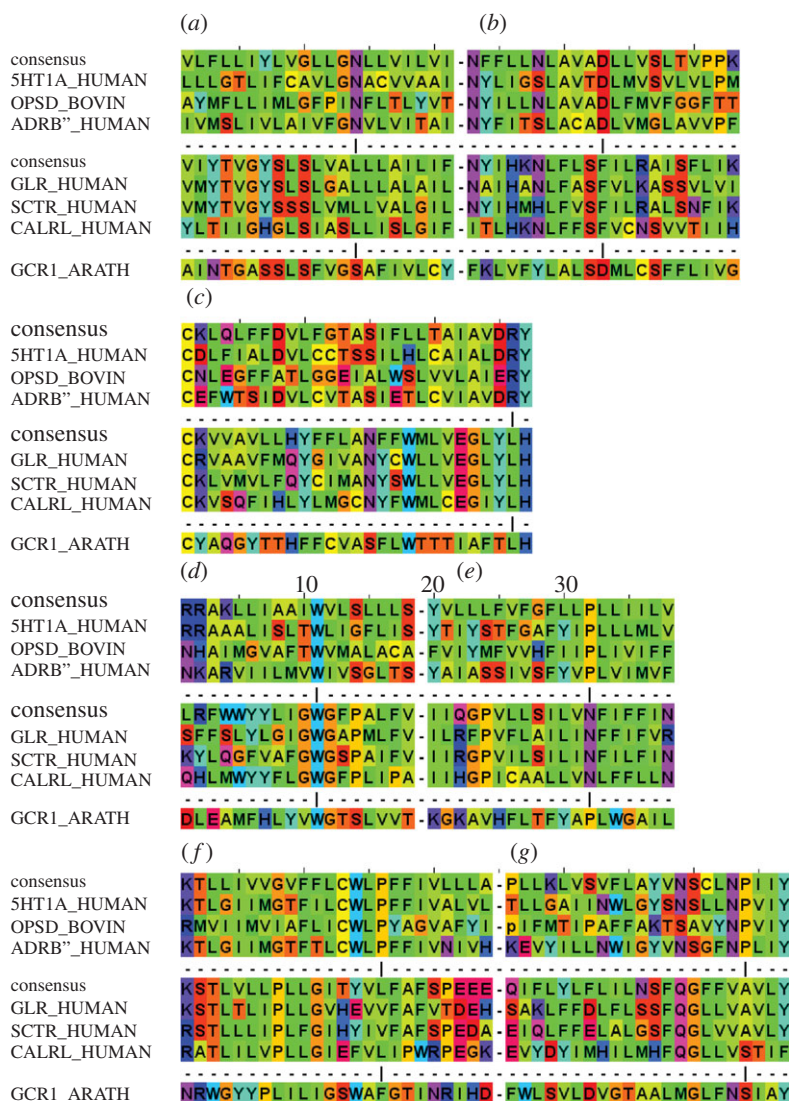 (a) (b)
consensus VLFLLIYLVGLLGNLLVILVI - NFFLLNLAVADLLVSLTVPPK
5HT1A_HUMAN LLLGTLIFCAVLGNACVVAAI - NYLIGSLAVTDLMVSVLVLPM
OPSD_BOVIN AYMFLLIMLGFPINFLTLYVT - NYILLNLAVADLFMVFGGFTT
ADRB”_HUMAN IVMSLIVLAIVFGNVLVITAI - NYFITSLACADLVMGLAVVPF
consensus VIYTVGYSLSLVALLLAILIF - NYIHKNLFLSFILRAISFLIK
GLR_HUMAN VMYTVGYSLSLGALLLALAIL - NAIHANLFASFVLKASSVLVI
SCTR_HUMAN VMYTVGYSSSLVMLLVALGIL - NYIHMHLFVSFILRALSNFIK
CALRL_HUMAN YLTIIGHGLSIASLLISLGIF - ITLHKNLFFSFVCNSVVTIIH
GCR1_ARATH AINTGASSLSFVGSAFIVLCY - FKLVFYLALSDMLCSFFLIVG
(c)
consensus CKLQLFFDVLFGTASIFLLTAIAVDRY
5HT1A_HUMAN CDLFIALDVLCCTSSILHLCAIALDRY
OPSD_BOVIN CNLEGFFATLGGEIALWSLVVLAIERY
ADRB”_HUMAN CEFWTSIDVLCVTASIETLCVIAVDRY
consensus CKVVAVLLHYFFLANFFWMLVEGLYLH
GLR_HUMAN CRVAAVFMQYGIVANYCWLLVEGLYLH
SCTR_HUMAN CKLVMVLFQYCIMANYSWLLVEGLYLH
CALRL_HUMAN CKVSQFIHLYLMGCNYFWMLCEGIYLH
GCR1_ARATH CYAQGYTTHFFCVASFLWTTTIAFTLH
(d) 10 20 (e) 30
consensus RRAKLLIAAIWVLSLLLS - YVLLLFVFGFLLPLLIILV
5HT1A_HUMAN RRAAALISLTWLIGFLIS - YTIYSTFGAFYIPLLLMLV
OPSD_BOVIN NHAIMGVAFTWVMALACA - FVIYMFVVHFIIPLIVIFF
ADRB”_HUMAN NKARVIILMVWIVSGLTS - YAIASSIVSFYVPLVIMVF
consensus LRFWWYYLIGWGFPALFV - IIQGPVLLSILVNFIFFIN
GLR_HUMAN SFFSLYLGIGWGAPMLFV - ILRFPVFLAILINFFIFVR
SCTR_HUMAN KYLQGFVAFGWGSPAIFV - IIRGPVILSILINFILFIN
CALRL_HUMAN QHLMWYYFLGWGFPLIPA - IIHGPICAALLVNLFFLLN
GCR1_ARATH DLEAMFHLYVWGTSLVVT - KGKAVHFLTFYAPLWGAIL
(f) (g)
consensus KTLLIVVGVFFLCWLPFFIVLLLA - PLLKLVSVFLAYVNSCLNPIIY
5HT1A_HUMAN KTLGIIMGTFILCWLPFFIVALVL - TLLGAIINWLGYSNSLLNPVIY
OPSD_BOVIN RMVIIMVIAFLICWLPYAGVAFYI - pIFMTIPAFFAKTSAVYNPVIY
ADRB”_HUMAN KTLGIIMGTFTLCWLPFFIVNIVH - KEVYILLNWIGYVNSGFNPLIY
consensus KSTLVLLPLLGITYVLFAFSPEEE - QIFLYLFLILNSFQGFFVAVLY
GLR_HUMAN KSTLTLIPLLGVHEVVFAFVTDEH - SAKLFFDLFLSSFQGLLVAVLY
SCTR_HUMAN RSTLLLIPLFGIHYIVFAFSPEDA - EIQLFFELALGSFQGLVVAVLY
CALRL_HUMAN RATLILVPLLGIEFVLIPWRPEGK - EVYDYIMHILMHFQGLLVSTIF
GCR1_ARATH NRWGYYPLILIGSWAFGTINRIHD - FWLSVLDVGTAALMGLFNSIAY